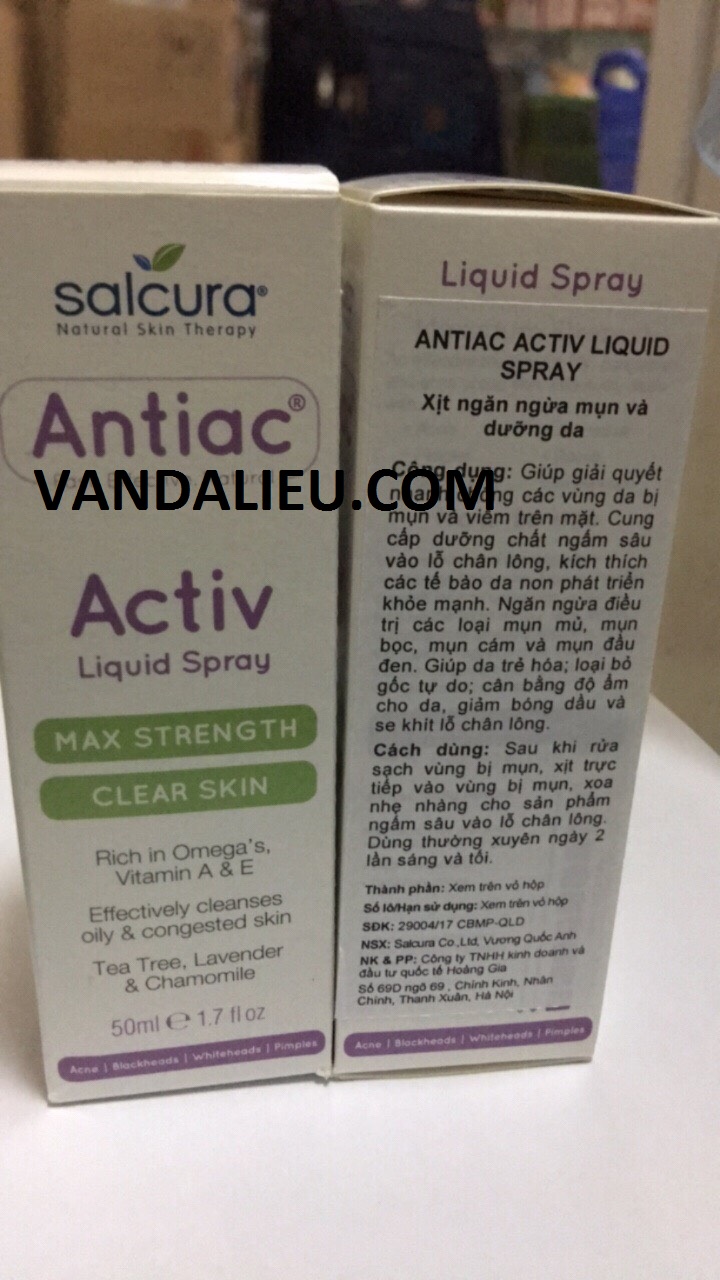 salcura®
Natural Skin Therapy
Antiac®
VANDALIEU.COM
Activ
Liquid Spray
MAX STRENGTH
CLEAR SKIN
Rich in Omega's,
Vitamin A & E
Effectively cleanses
oily & congested skin
Tea Tree, Lavender
& Chamomile
50ml ℮ 1.7 fl oz
Acne | Blackheads | Whiteheads | Pimples
Liquid Spray
ANTIAC ACTIV LIQUID
SPRAY
Xịt ngăn ngừa mụn và
dưỡng da
Công dụng: Giúp giải quyết
nhanh chóng các vùng da bị
mụn và viêm trên mặt. Cung
cấp dưỡng chất ngấm sâu
vào lỗ chân lông, kích thích
các tế bào da non phát triển
khỏe mạnh. Ngăn ngừa điều
trị các loại mụn mủ, mụn
bọc, mụn cám và mụn đầu
đen. Giúp da trẻ hóa; loại bỏ
gốc tự do; cân bằng độ ẩm
cho da, giảm bóng dầu và
se khít lỗ chân lông.
Cách dùng: Sau khi rửa
sạch vùng bị mụn, xịt trực
tiếp vào vùng bị mụn, xoa
nhẹ nhàng cho sản phẩm
ngấm sâu vào lỗ chân lông.
Dùng thường xuyên ngày 2
lần sáng và tối.
Thành phần: Xem trên vỏ hộp
Số lô/Hạn sử dụng: Xem trên vỏ hộp
SĐK: 29004/17 CBMP-QLD
NSX: Salcura Co.,Ltd, Vương Quốc Anh
NK & PP: Công ty TNHH kinh doanh và
đầu tư quốc tế Hoàng Gia
Số 69D ngõ 69 , Chính Kinh, Nhân
Chính, Thanh Xuân, Hà Nội
Acne | Blackheads | Whiteheads | Pimples